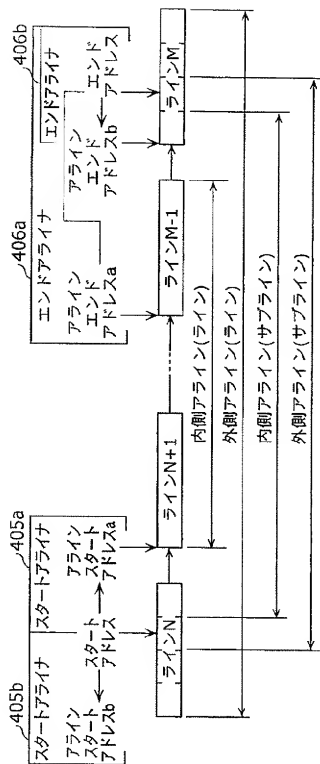 405b
405a
スタートアライナ
スタートアライナ
アライン
スタート
アドレスb
スタート
アドレス
アライン
スタート
アドレスa
406a
406b
エンドアライナ
エンドアライナ
アライン
エンド
アドレスa
アライン
エンド
アドレスb
エンド
アドレス
ラインN
ラインN+1
ラインM-1
ラインM
内側アライン(ライン)
外側アライン(ライン)
内側アライン(サブライン)
外側アライン(サブライン)